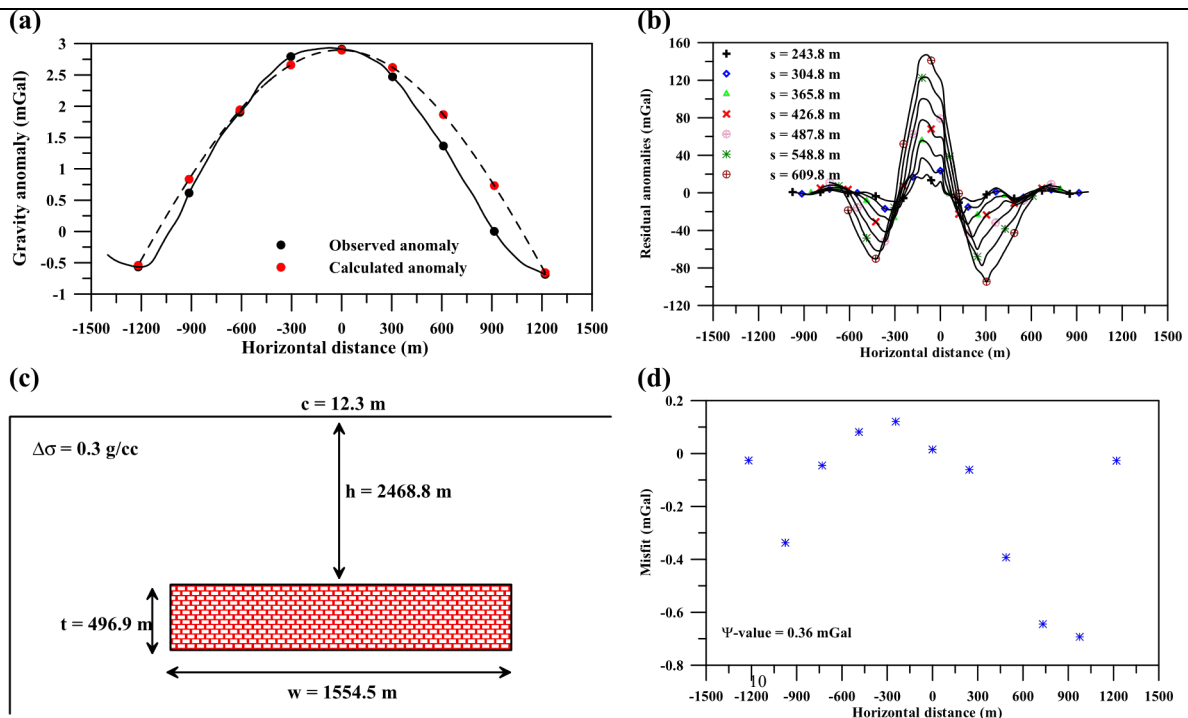 (a)
3
2.5
2
1.5
1
0.5
0
-0.5
-1
Gravity anomaly (mGal)
Observed anomaly
Calculated anomaly
-1500 -1200 -900 -600 -300 0 300 600 900 1200 1500
Horizontal distance (m)
(b)
160
120
80
40
0
-40
-80
-120
Residual anomalies (mGal)
s = 243.8 m
s = 304.8 m
s = 365.8 m
s = 426.8 m
s = 487.8 m
s = 548.8 m
s = 609.8 m
-1500 -1200 -900 -600 -300 0 300 600 900 1200 1500
Horizontal distance (m)
(c)
c = 12.3 m
Δσ = 0.3 g/cc
h = 2468.8 m
t = 496.9 m
w = 1554.5 m
(d)
0.2
0
-0.2
-0.4
-0.6
-0.8
Misfit (mGal)
Ψ-value = 0.36 mGal
10
-1500 -1200 -900 -600 -300 0 300 600 900 1200 1500
Horizontal distance (m)